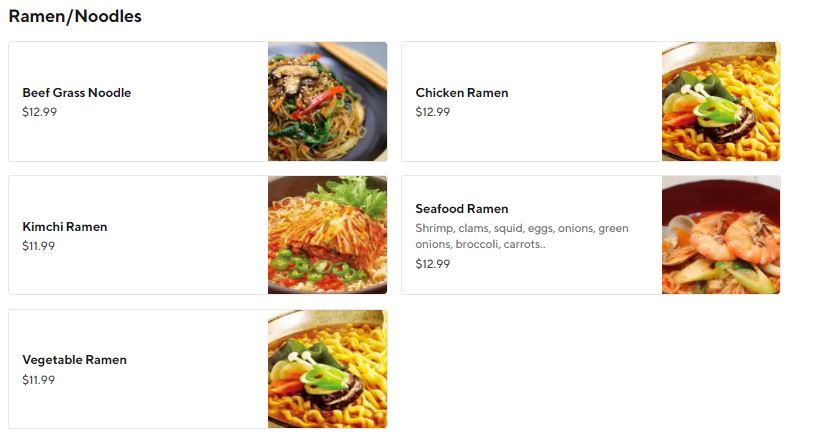 Ramen/Noodles
Beef Grass Noodle
$12.99
Chicken Ramen
$12.99
Kimchi Ramen
$11.99
Seafood Ramen
Shrimp, clams, squid, eggs, onions, green
onions, broccoli, carrots..
$12.99
Vegetable Ramen
$11.99